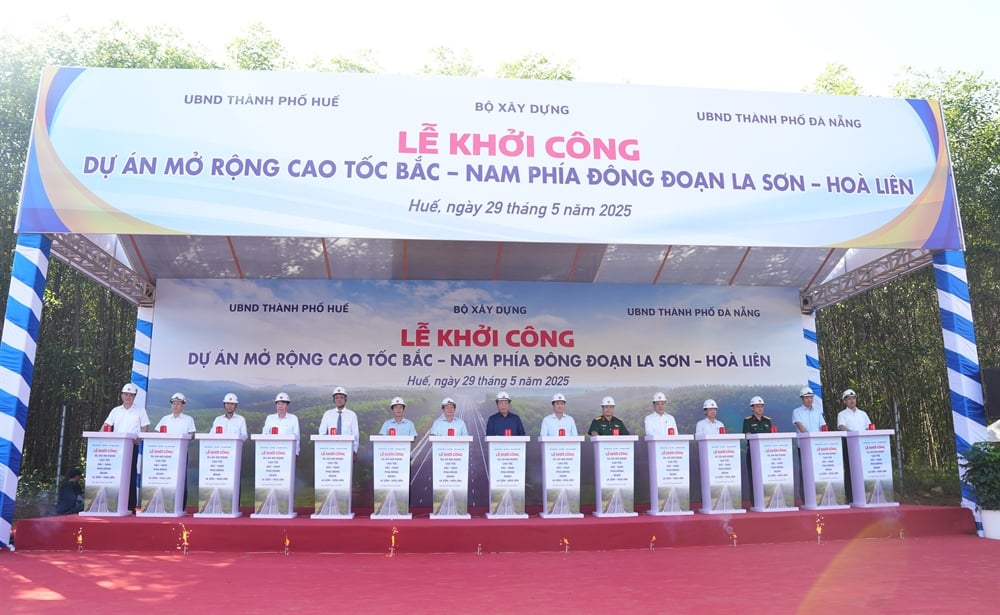 UBND THÀNH PHỐ HUẾ
BỘ XÂY DỰNG
UBND THÀNH PHỐ ĐÀ NẴNG
LỄ KHỞI CÔNG
DỰ ÁN MỞ RỘNG CAO TỐC BẮC – NAM PHÍA ĐÔNG ĐOẠN LA SƠN – HOÀ LIÊN
Huế, ngày 29 tháng 5 năm 2025
UBND THÀNH PHỐ HUẾ
BỘ XÂY DỰNG
UBND THÀNH PHỐ ĐÀ NẴNG
LỄ KHỞI CÔNG
DỰ ÁN MỞ RỘNG CAO TỐC BẮC – NAM PHÍA ĐÔNG ĐOẠN LA SƠN – HOÀ LIÊN
Huế, ngày 29 tháng 5 năm 2025